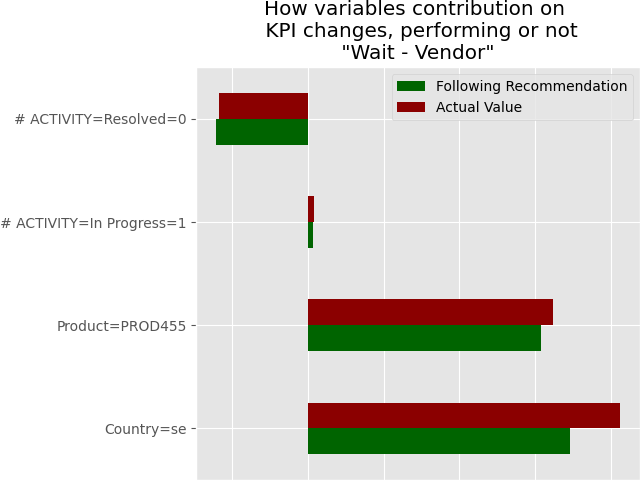 How variables contribution on
KPI changes, performing or not
"Wait - Vendor"
Following Recommendation
Actual Value
# ACTIVITY=Resolved=0
# ACTIVITY=In Progress=1
Product=PROD455
Country=se